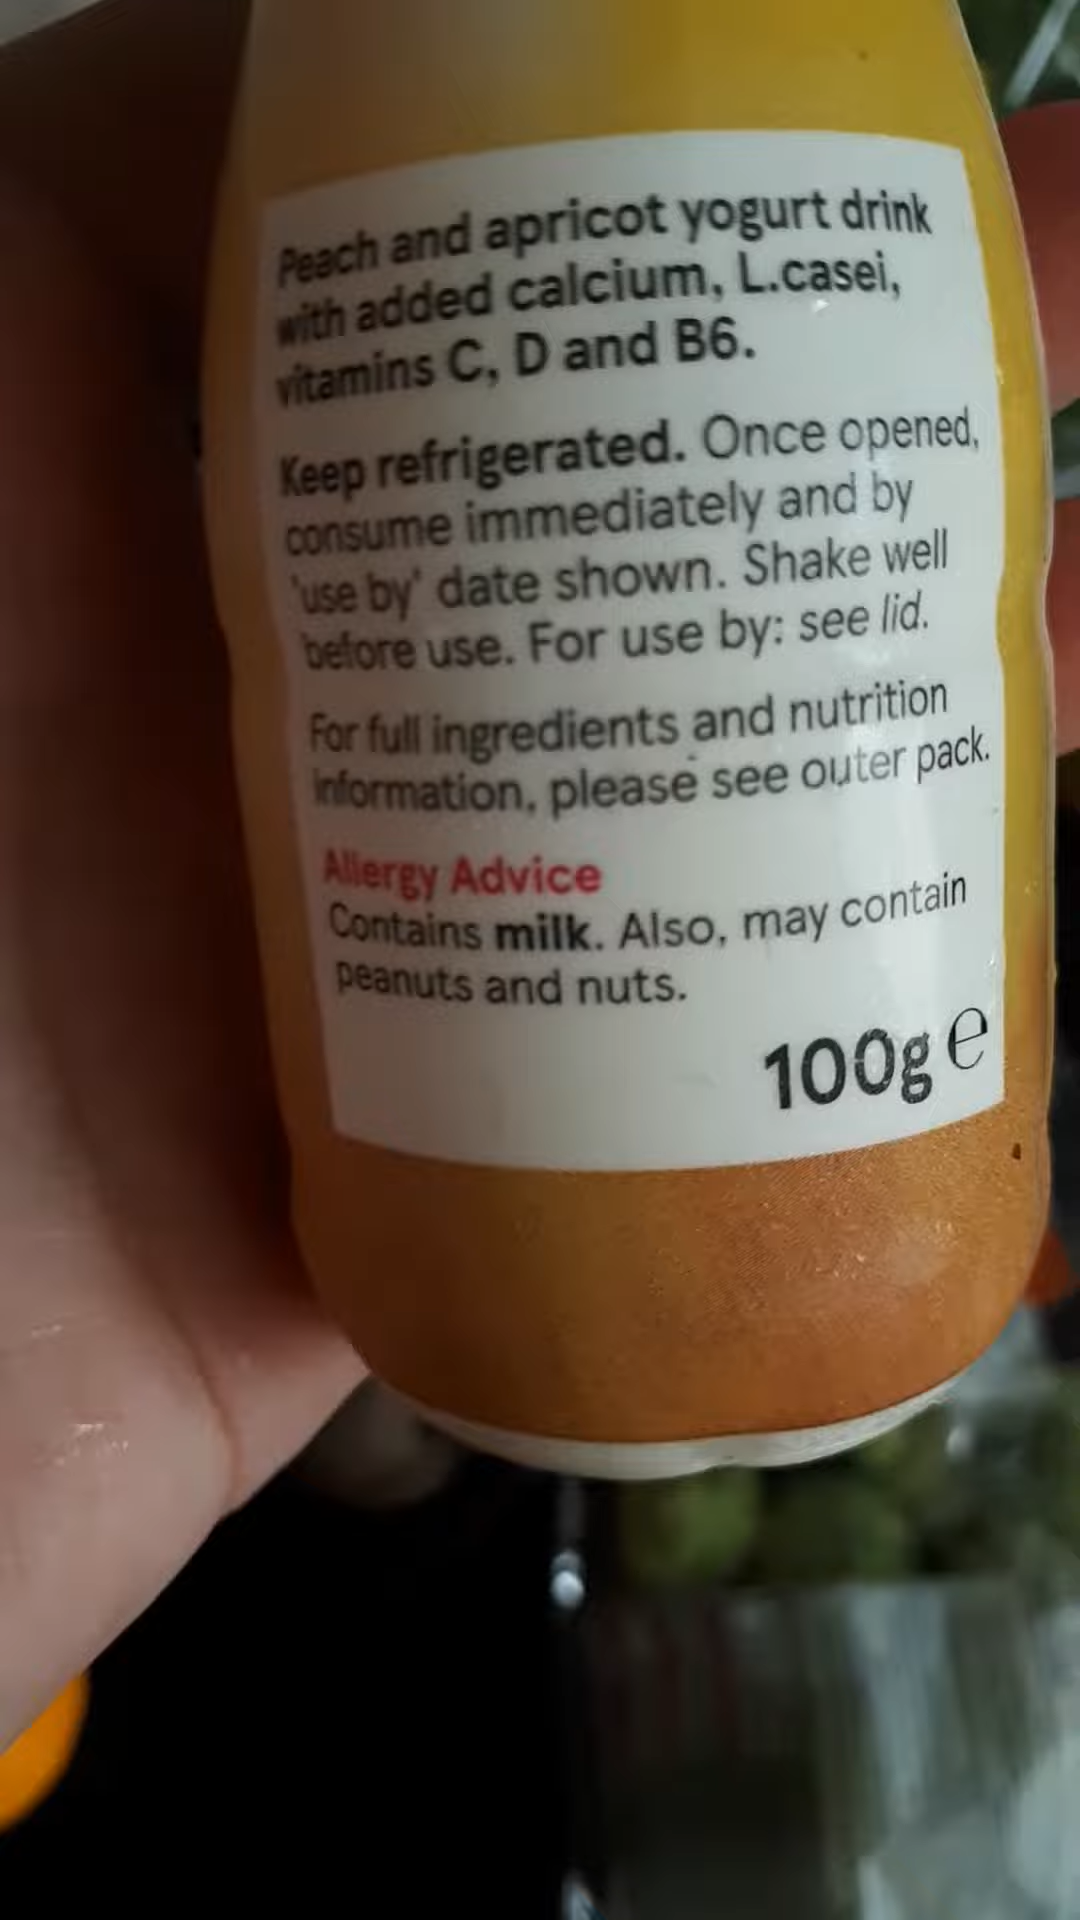 Peach and apricot yogurt drink
with added calcium, L.casei,
vitamins C, D and B6.
Keep refrigerated. Once opened,
consume immediately and by
'use by' date shown. Shake well
before use. For use by: see lid.
For full ingredients and nutrition
information, please see outer pack.
Allergy Advice
Contains milk. Also, may contain
peanuts and nuts.
100g e